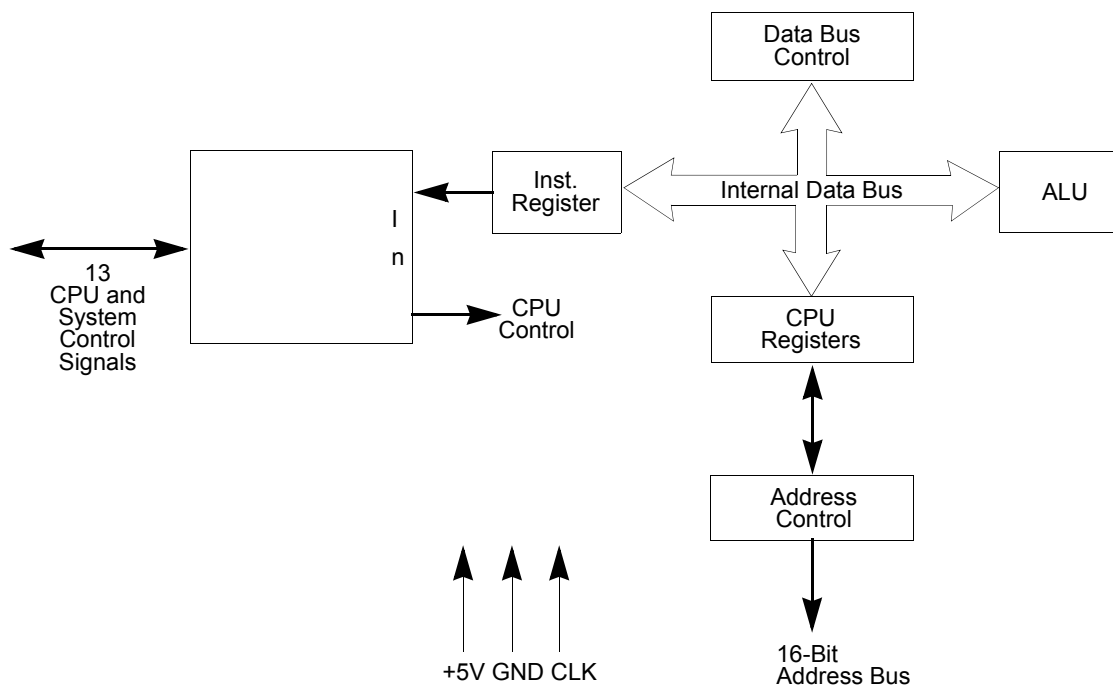 Data Bus
Control
Inst.
Register
Internal Data Bus
ALU
I
n
13
CPU and
System
Control
Signals
CPU
Control
CPU
Registers
Address
Control
+5V GND CLK
16-Bit
Address Bus